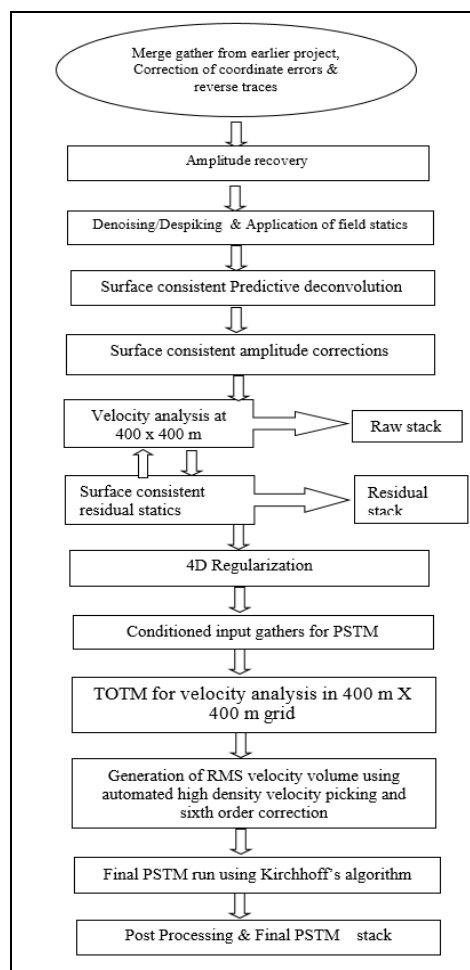 Merge gather from earlier project,
Correction of coordinate errors &
reverse traces
Amplitude recovery
Denoising/Despiking & Application of field statics
Surface consistent Predictive deconvolution
Surface consistent amplitude corrections
Velocity analysis at
400 x 400 m
Raw stack
Surface consistent
residual statics
Residual
stack
4D Regularization
Conditioned input gathers for PSTM
TOTM for velocity analysis in 400 m X
400 m grid
Generation of RMS velocity volume using
automated high density velocity picking and
sixth order correction
Final PSTM run using Kirchhoff's algorithm
Post Processing & Final PSTM stack